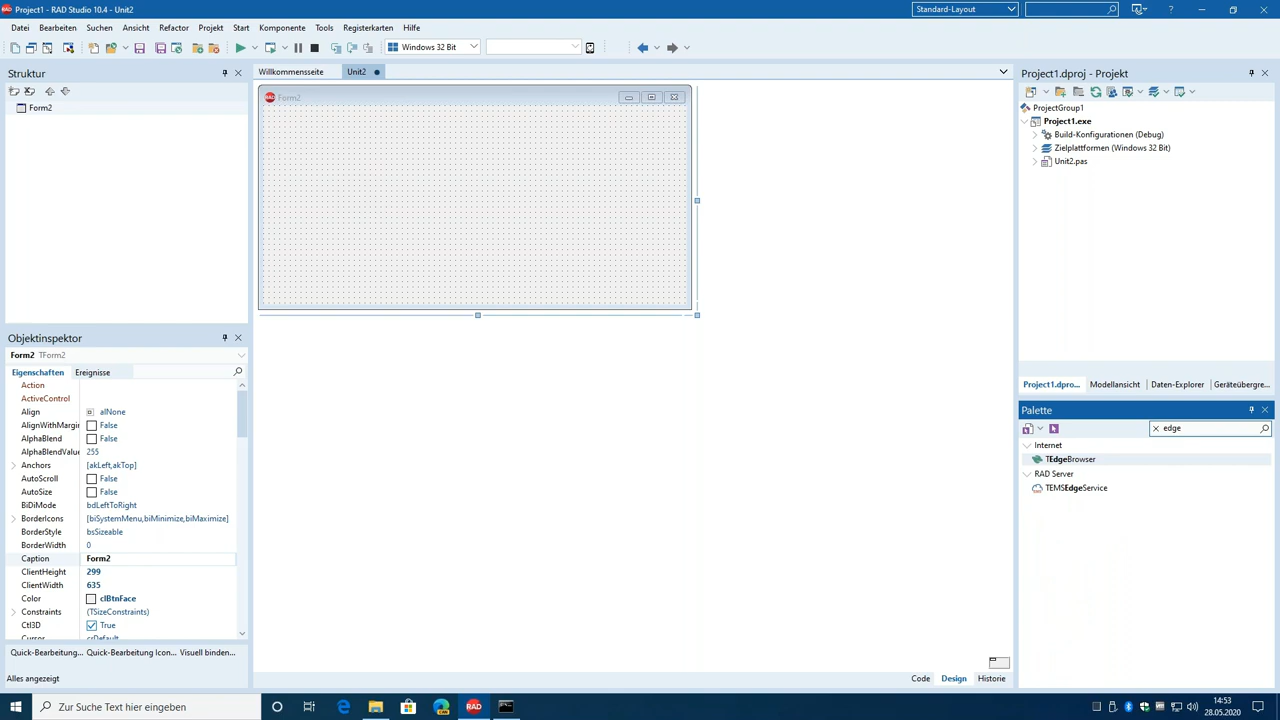 Project1 - RAD Studio 10.4 - Unit2
Standard-Layout
Datei Bearbeiten Suchen Ansicht Refactor Projekt Start Komponente Tools Registerkarten Hilfe
Windows 32 Bit
Struktur
Form2
Willkommensseite
Unit2
Form2
Project1.dproj - Projekt
ProjectGroup1
Project1.exe
Build-Konfigurationen (Debug)
Zielplattformen (Windows 32 Bit)
Unit2.pas
Project1.dpro... Modellansicht Daten-Explorer Geräteübergre...
Objektinspektor
Form2 TForm2
Eigenschaften Ereignisse
Action
ActiveControl
Align alNone
AlignWithMargin False
AlphaBlend False
AlphaBlendValue 255
Anchors [akLeft,akTop]
AutoScroll False
AutoSize False
BiDiMode bdLeftToRight
BorderIcons [biSystemMenu,biMinimize,biMaximize]
BorderStyle bsSizeable
BorderWidth 0
Caption Form2
ClientHeight 299
ClientWidth 635
Color clBtnFace
Constraints (TSizeConstraints)
Ctl3D True
Cursor crDefault
Quick-Bearbeitung... Quick-Bearbeitung Icon... Visuell binden...
Alles angezeigt
Palette
edge
Internet
TEdgeBrowser
RAD Server
TEMSEdgeService
Code Design Historie
Zur Suche Text hier eingeben
14:53
28.05.2020